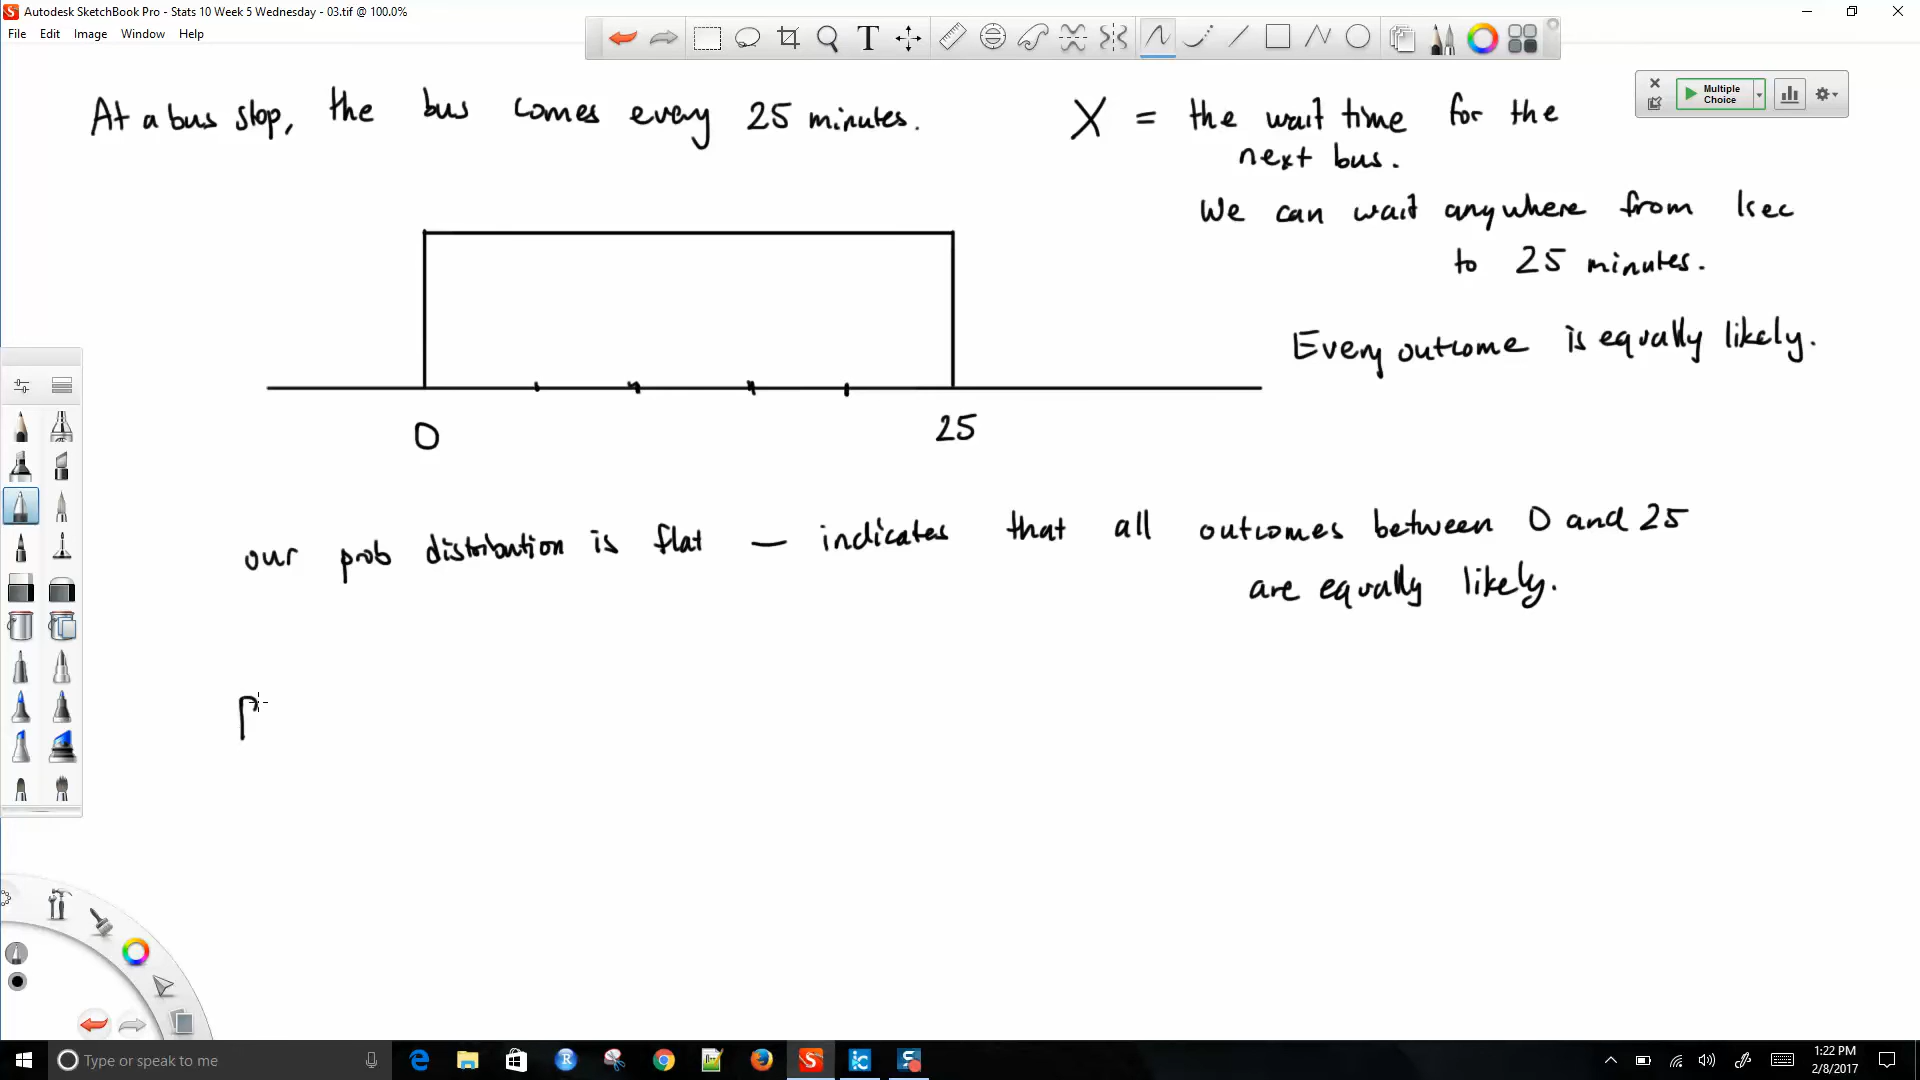 Autodesk SketchBook Pro - Stats 10 Week 5 Wednesday - 03.tif @ 100.0%
File Edit Image Window Help
T
Multiple
Choice
At a bus stop, the bus comes every 25 minutes.
X = the wait time for the
next bus.
We can wait anywhere from 1sec
to 25 minutes.
Every outcome is equally likely.
0 25
our prob distribution is flat — indicates that all outcomes between 0 and 25
are equally likely.
Type or speak to me
1:22 PM
2/8/2017